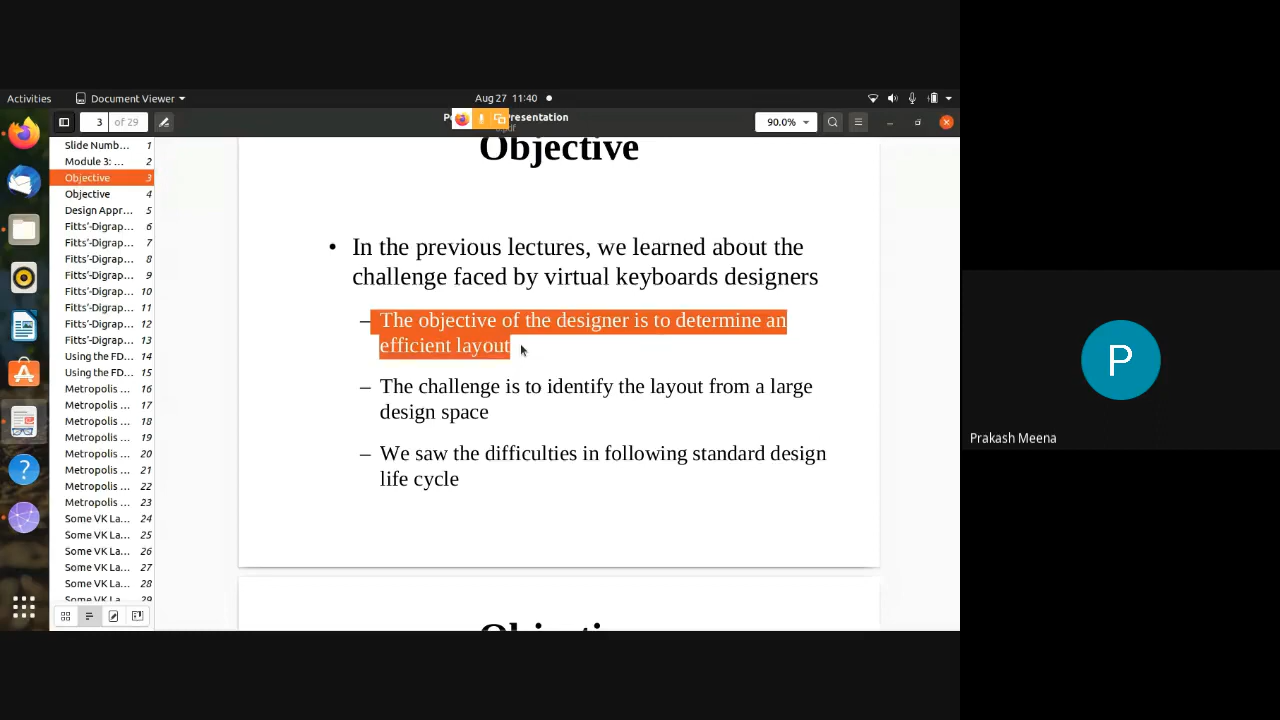 Activities Document Viewer Aug 27 11:40
3 of 29 Presentation 90.0%
Slide Numb... 1
Module 3: ... 2
Objective 3
Objective 4
Design Appr... 5
Fitts'-Digrap... 6
Fitts'-Digrap... 7
Fitts'-Digrap... 8
Fitts'-Digrap... 9
Fitts'-Digrap... 10
Fitts'-Digrap... 11
Fitts'-Digrap... 12
Fitts'-Digrap... 13
Using the FD... 14
Using the FD... 15
Metropolis ... 16
Metropolis ... 17
Metropolis ... 18
Metropolis ... 19
Metropolis ... 20
Metropolis ... 21
Metropolis ... 22
Metropolis ... 23
Some VK La... 24
Some VK La... 25
Some VK La... 26
Some VK La... 27
Some VK La... 28
Some VK La... 29
Objective
• In the previous lectures, we learned about the
challenge faced by virtual keyboards designers
– The objective of the designer is to determine an
efficient layout
– The challenge is to identify the layout from a large
design space
– We saw the difficulties in following standard design
life cycle
Objective
P
Prakash Meena